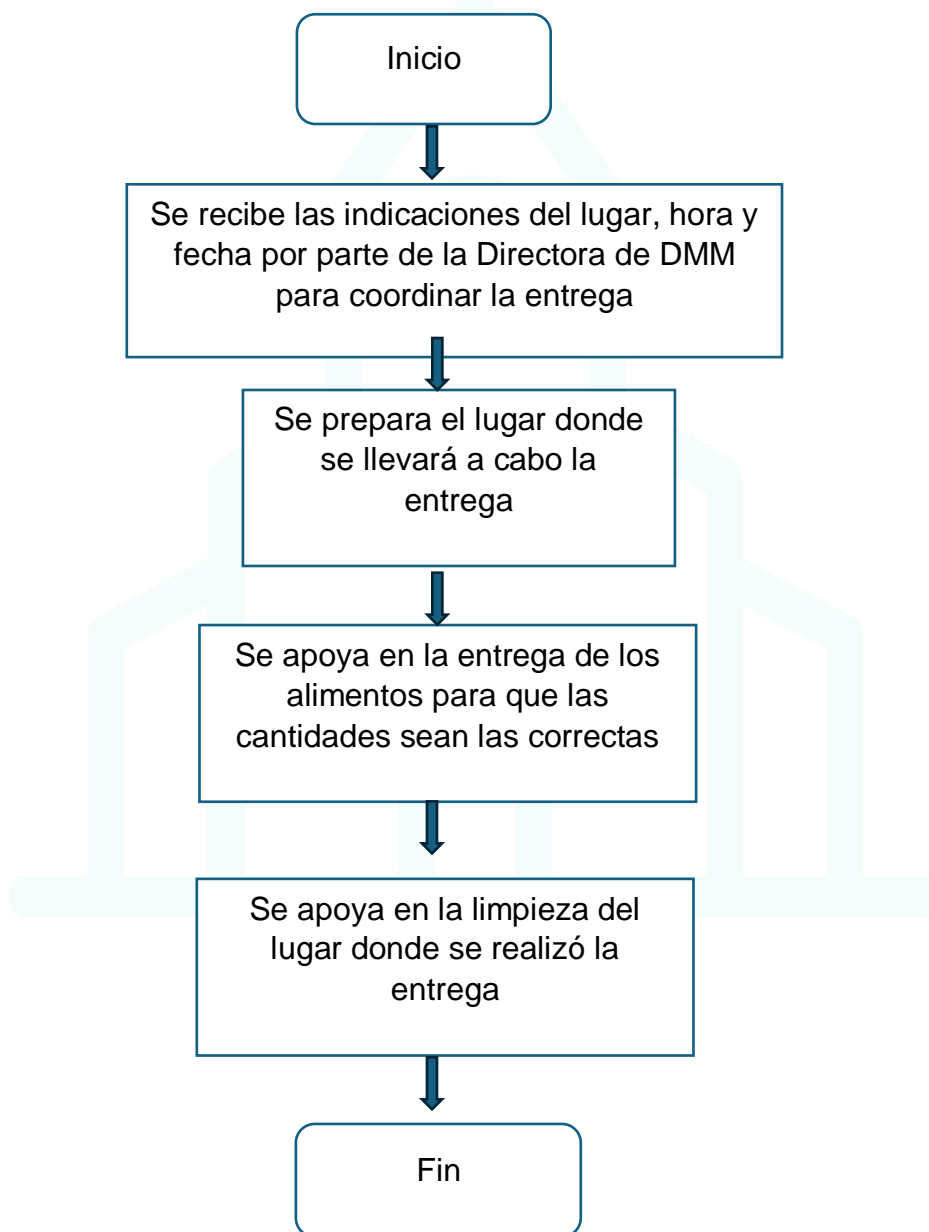 Inicio
Se recibe las indicaciones del lugar, hora y
fecha por parte de la Directora de DMM
para coordinar la entrega
Se prepara el lugar donde
se llevará a cabo la
entrega
Se apoya en la entrega de los
alimentos para que las
cantidades sean las correctas
Se apoya en la limpieza del
lugar donde se realizó la
entrega
Fin